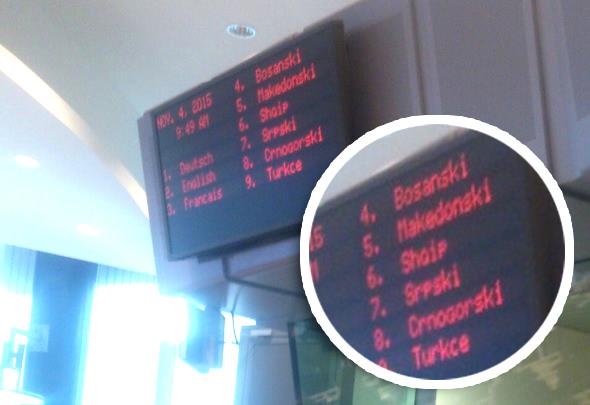 NOV. 4, 2015
9:49 AM
1. Deutsch
2. English
3. Francais
4. Bosanski
5. Makedonski
6. Shqip
7. Srpski
8. Crnogorski
9. Turkce
15
M
4. Bosanski
5. Makedonski
6. Shqip
7. Srpski
8. Crnogorski
9. Turkce